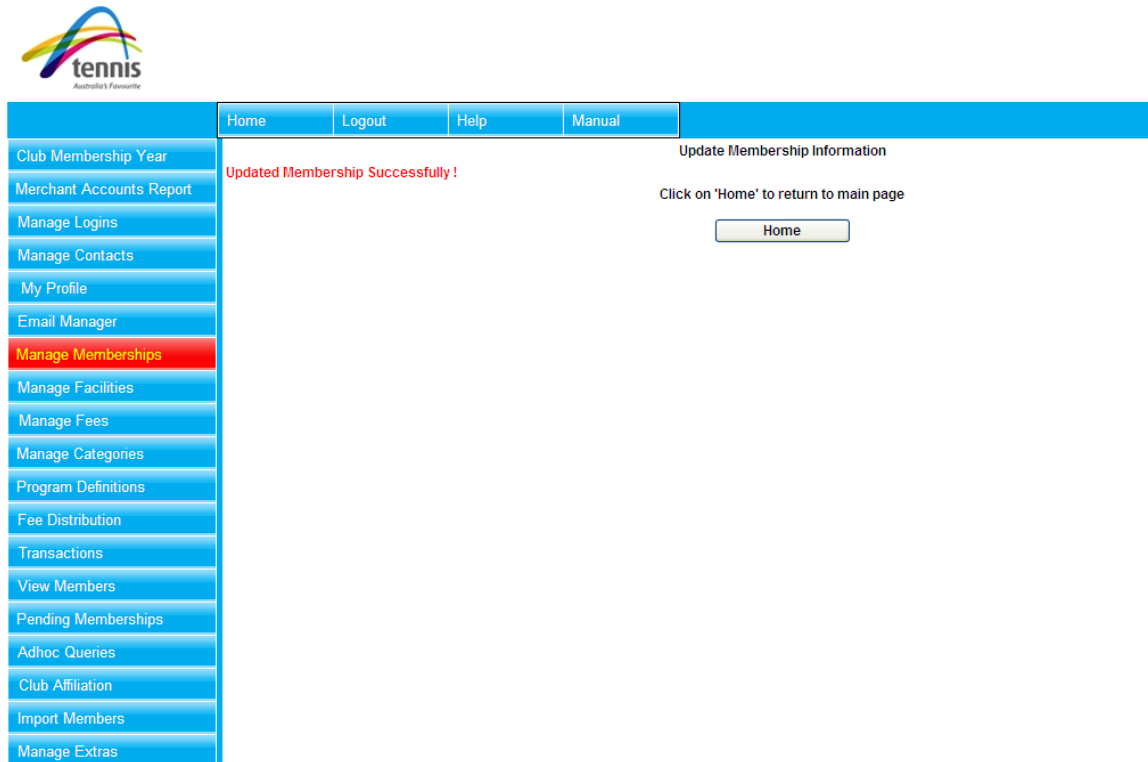 tennis
Australia's Favourite
Home Logout Help Manual
Club Membership Year
Merchant Accounts Report
Manage Logins
Manage Contacts
My Profile
Email Manager
Manage Memberships
Manage Facilities
Manage Fees
Manage Categories
Program Definitions
Fee Distribution
Transactions
View Members
Pending Memberships
Adhoc Queries
Club Affiliation
Import Members
Manage Extras
Update Membership Information
Updated Membership Successfully !
Click on 'Home' to return to main page
Home